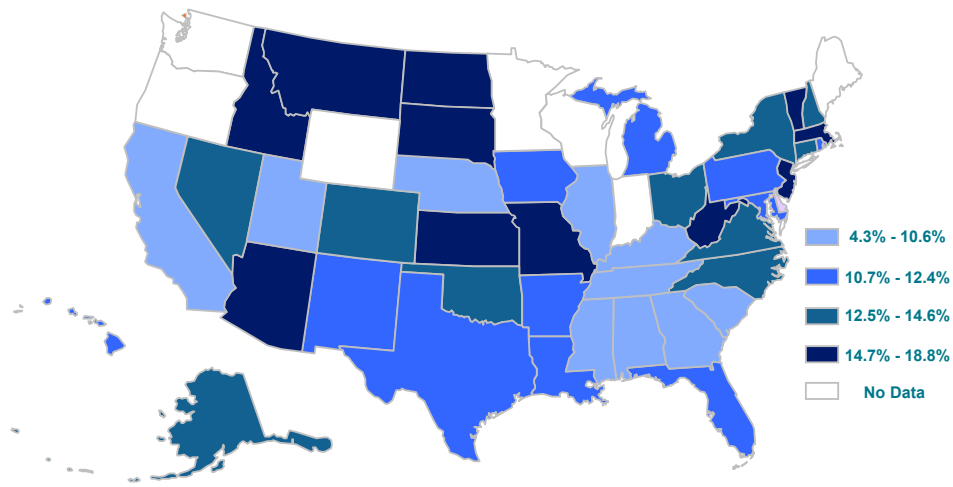 4.3% - 10.6%
10.7% - 12.4%
12.5% - 14.6%
14.7% - 18.8%
No Data